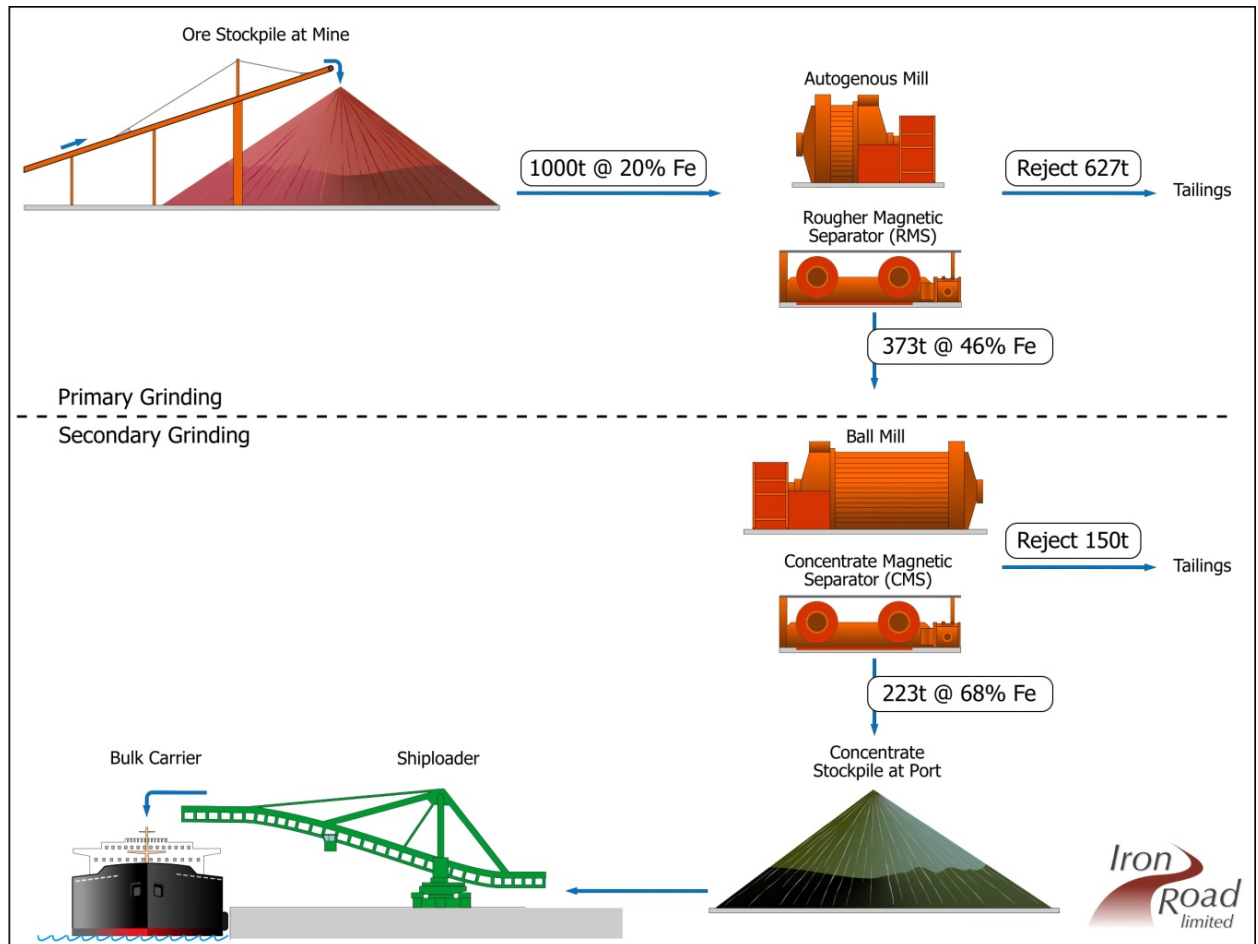 Ore Stockpile at Mine
1000t @ 20% Fe
Autogenous Mill
Reject 627t
Tailings
Rougher Magnetic
Separator (RMS)
373t @ 46% Fe
Primary Grinding
Secondary Grinding
Ball Mill
Reject 150t
Tailings
Concentrate Magnetic
Separator (CMS)
223t @ 68% Fe
Concentrate
Stockpile at Port
Bulk Carrier
Shiploader
Iron
Road
limited